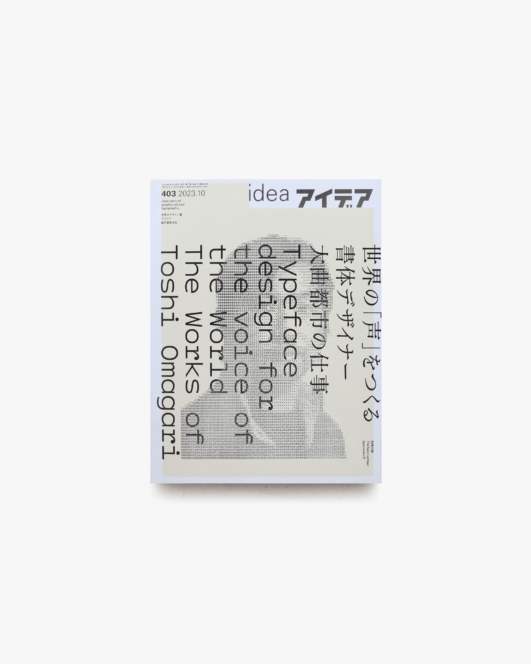 403 2023.10
idea アイデア
世界の「声」をつくる
書体デザイナー
大曲都市の仕事
Typeface
design for
the voice of
the World
The Works of
Toshi Omagari